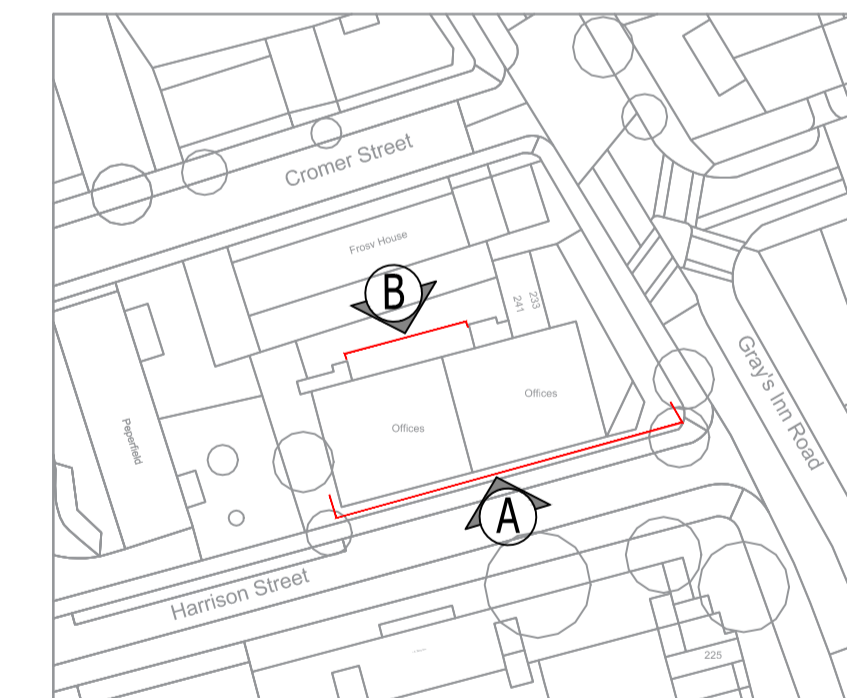 Cromer Street
Frosv House
B
241
233
Gray's Inn Road
Offices
Offices
Peperfield
A
Harrison Street
225